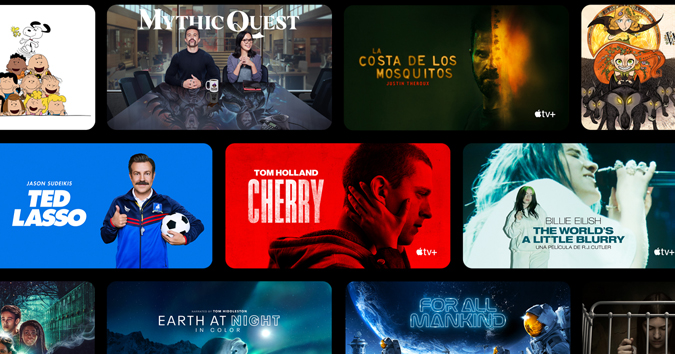 MYTHIC QUEST
LA
COSTA DE LOS
MOSQUITOS
JUSTIN THEROUX
tv+
JASON SUDEIKIS
TED
LASSO
TOM HOLLAND
CHERRY
tv+
BILLIE EILISH
THE WORLD'S
A LITTLE BLURRY
UNA PELÍCULA DE R.J. CUTLER
tv+
NARRATED BY TOM HIDDLESTON
EARTH AT NIGHT
IN COLOR
FOR ALL
MANKIND